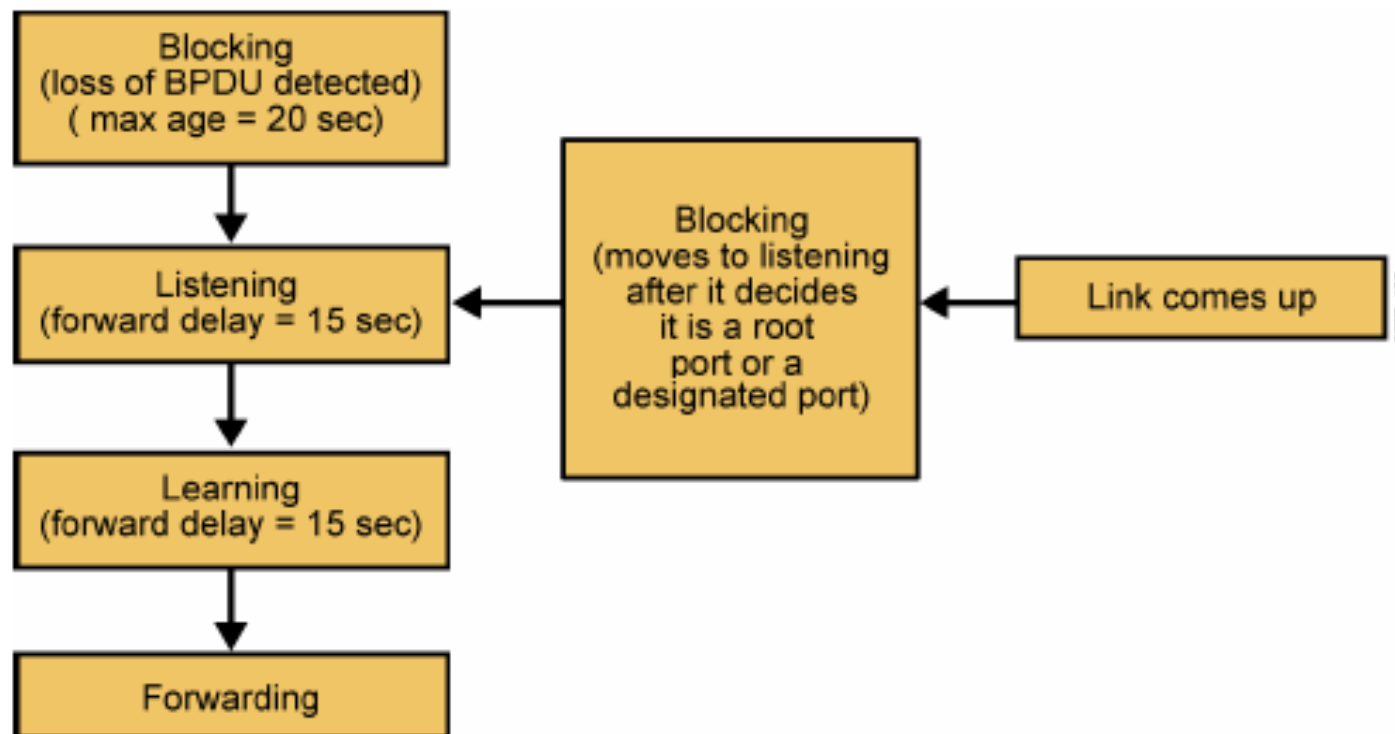 Blocking
(loss of BPDU detected)
( max age = 20 sec)
Listening
(forward delay = 15 sec)
Learning
(forward delay = 15 sec)
Forwarding
Blocking
(moves to listening
after it decides
it is a root
port or a
designated port)
Link comes up